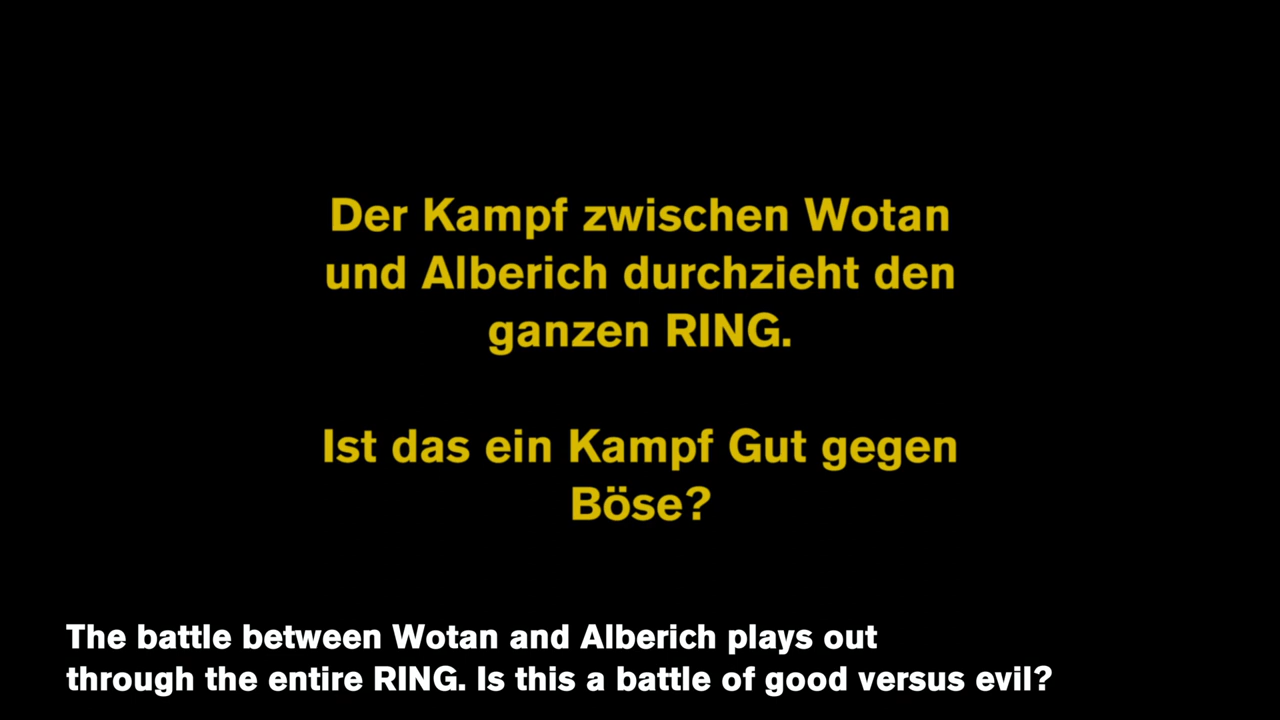 Der Kampf zwischen Wotan
und Alberich durchzieht den
ganzen RING.
Ist das ein Kampf Gut gegen
Böse?
The battle between Wotan and Alberich plays out
through the entire RING. Is this a battle of good versus evil?